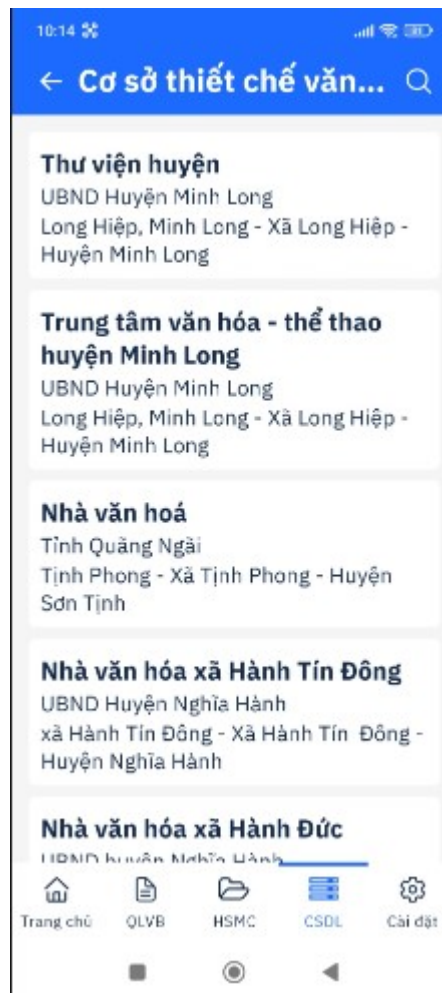 10:14
Cơ sở thiết chế văn...
Thư viện huyện
UBND Huyện Minh Long
Long Hiệp, Minh Long - Xã Long Hiệp -
Huyện Minh Long
Trung tâm văn hóa - thể thao
huyện Minh Long
UBND Huyện Minh Long
Long Hiệp, Minh Long - Xã Long Hiệp -
Huyện Minh Long
Nhà văn hoá
Tỉnh Quãng Ngãi
Tịnh Phong - Xã Tịnh Phong - Huyện
Sơn Tịnh
Nhà văn hóa xã Hành Tín Đông
UBND Huyện Nghĩa Hành
xã Hành Tín Đông - Xã Hành Tín Đông -
Huyện Nghĩa Hành
Nhà văn hóa xã Hành Đức
UBND huyện Nghĩa Hành
Trang chủ
QLVB
HSMC
CSDL
Cài đặt